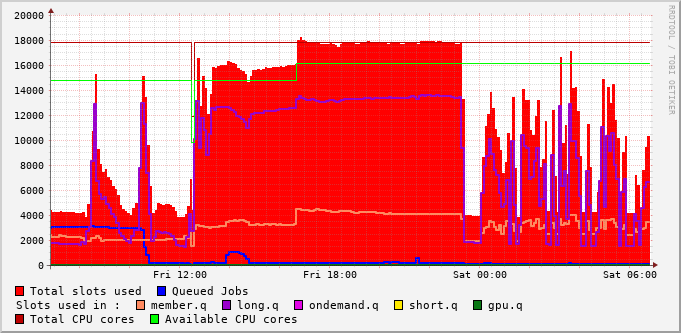 RRDTOOL / TOBI OETIKER
20000
18000
16000
14000
12000
10000
8000
6000
4000
2000
0
Fri 12:00 Fri 18:00 Sat 00:00 Sat 06:00
Total slots used Queued Jobs
Slots used in : member.q long.q ondemand.q short.q gpu.q
Total CPU cores Available CPU cores